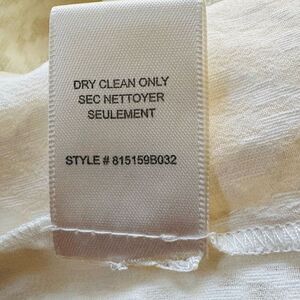 DRY CLEAN ONLY
SEC NETTOYER
SEULEMENT
STYLE # 815159B032